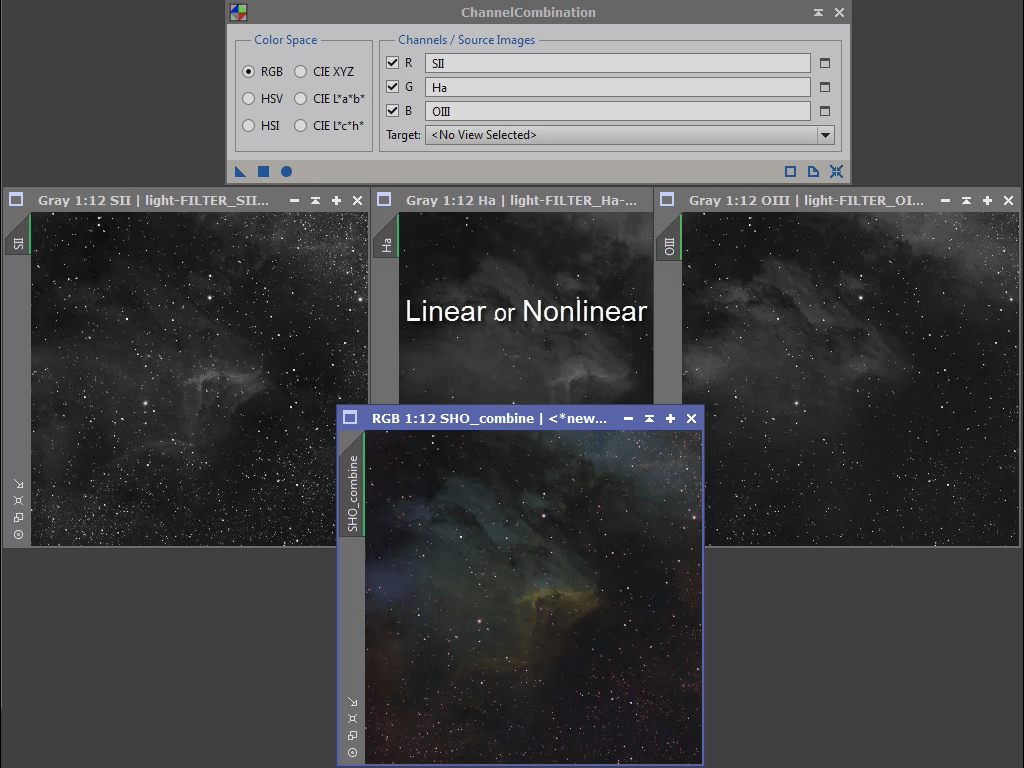 ChannelCombination
Color Space
Channels / Source Images
RGB
CIE XYZ
R
SII
HSV
CIE L*a*b*
G
Ha
HSI
CIE L*c*h*
B
OIII
Target:
<No View Selected>
Gray 1:12 SII | light-FILTER_SII...
Gray 1:12 Ha | light-FILTER_Ha-...
Gray 1:12 OIII | light-FILTER_OI...
SII
Ha
OIII
Linear or Nonlinear
RGB 1:12 SHO_combine | <*new...
SHO_combine